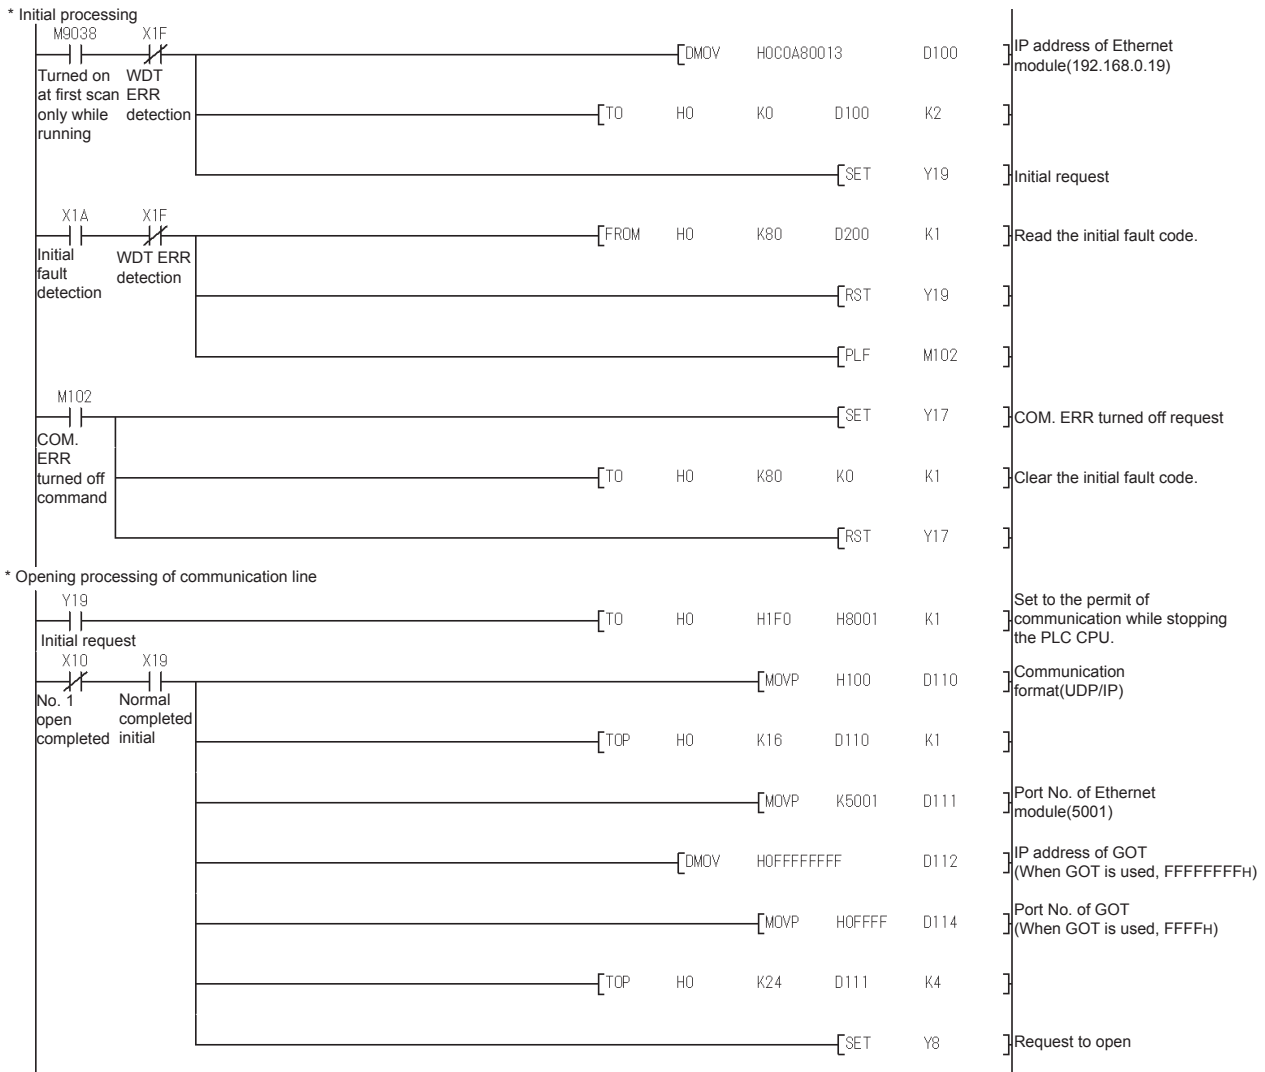 * Initial processing
M9038 X1F
DMOV H0C0A80013 D100
IP address of Ethernet
module(192.168.0.19)
Turned on
at first scan
only while
running
WDT
ERR
detection
TO H0 K0 D100 K2
SET Y19
Initial request
X1A X1F
FROM H0 K80 D200 K1
Read the initial fault code.
Initial
fault
detection
WDT ERR
detection
RST Y19
PLF M102
M102
SET Y17
COM. ERR turned off request
COM.
ERR
turned off
command
TO H0 K80 K0 K1
Clear the initial fault code.
RST Y17
* Opening processing of communication line
Y19
TO H0 H1F0 H8001 K1
Set to the permit of
communication while stopping
the PLC CPU.
Initial request
X10 X19
MOVP H100 D110
Communication
format(UDP/IP)
No. 1
open
completed
Normal
completed
initial
TOP H0 K16 D110 K1
MOVP K5001 D111
Port No. of Ethernet
module(5001)
DMOV H0FFFFFFFF D112
IP address of GOT
(When GOT is used, FFFFFFFFH)
MOVP H0FFFF D114
Port No. of GOT
(When GOT is used, FFFFH)
TOP H0 K24 D111 K4
SET Y8
Request to open